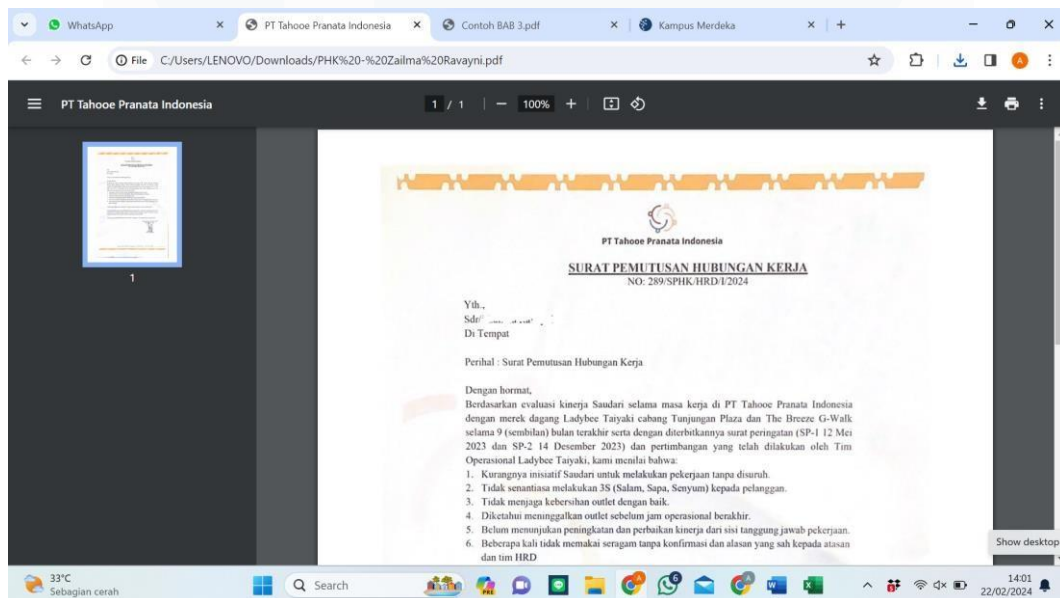 WhatsApp
PT Tahooe Pranata Indonesia
Contoh BAB 3.pdf
Kampus Merdeka
File C:/Users/LENOVO/Downloads/PHK%20-%20Zailma%20Ravayni.pdf
A
PT Tahooe Pranata Indonesia
1 / 1
100%
1
PT Tahooe Pranata Indonesia
SURAT PEMUTUSAN HUBUNGAN KERJA
NO: 289/SPHK/HRD/I/2024
Yth.,
Sdr/
Di Tempat
Perihal : Surat Pemutusan Hubungan Kerja
Dengan hormat,
Berdasarkan evaluasi kinerja Saudari selama masa kerja di PT Tahooe Pranata Indonesia
dengan merek dagang Ladybee Taiyaki cabang Tunjungan Plaza dan The Breeze G-Walk
selama 9 (sembilan) bulan terakhir serta dengan diterbitkannya surat peringatan (SP-1 12 Mei
2023 dan SP-2 14 Desember 2023) dan pertimbangan yang telah dilakukan oleh Tim
Operasional Ladybee Taiyaki, kami menilai bahwa:
1. Kurangnya inisiatif Saudari untuk melakukan pekerjaan tanpa disuruh.
2. Tidak senantiasa melakukan 3S (Salam, Sapa, Senyum) kepada pelanggan.
3. Tidak menjaga kebersihan outlet dengan baik.
4. Diketahui meninggalkan outlet sebelum jam operasional berakhir.
5. Belum menunjukan peningkatan dan perbaikan kinerja dari sisi tanggung jawab pekerjaan.
6. Beberapa kali tidak memakai seragam tanpa konfirmasi dan alasan yang sah kepada atasan
dan tim HRD
Show desktop
33°C
Sebagian cerah
Search
PRE
6
14:01
22/02/2024